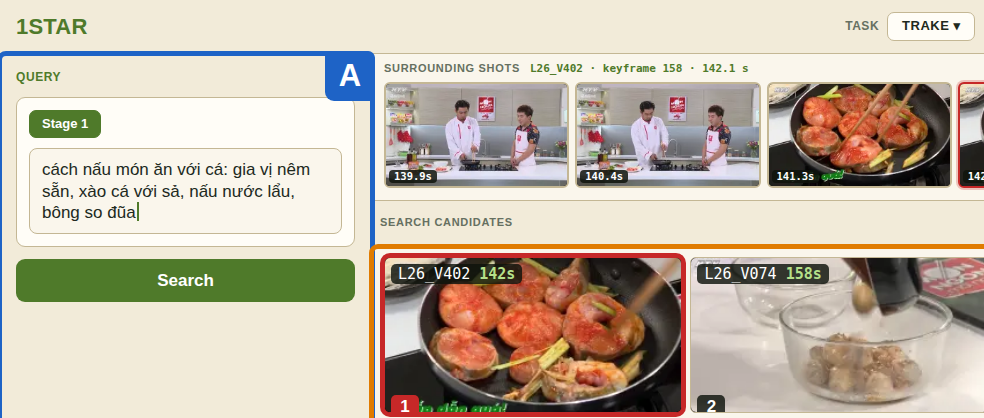 1STAR
TASK
TRAKE ▾
QUERY
A
Stage 1
cách nấu món ăn với cá: gia vị nêm
sẵn, xào cá với sả, nấu nước lẩu,
bông so đũa
Search
SURROUNDING SHOTS L26_V402 · keyframe 158 · 142.1 s
139.9s
140.4s
141.3s
142
SEARCH CANDIDATES
L26_V402 142s
1
L26_V074 158s
2